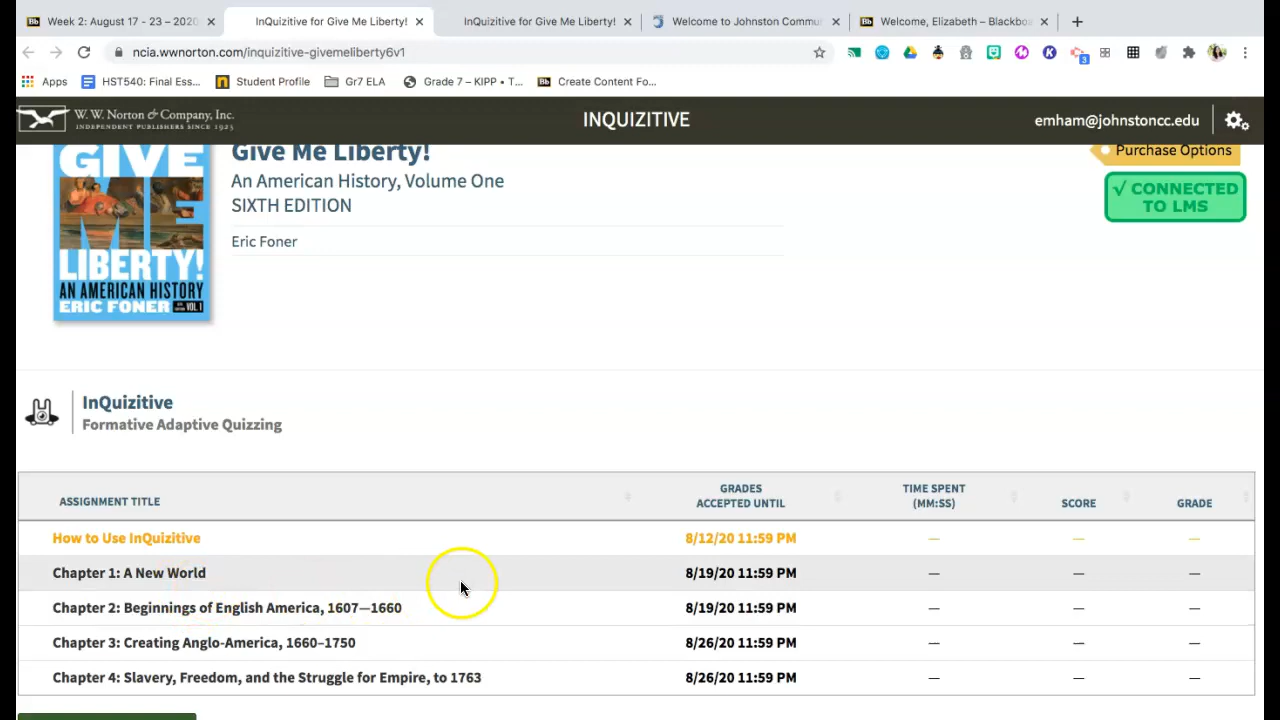 Week 2: August 17 - 23 – 2020
InQuizitive for Give Me Liberty!
InQuizitive for Give Me Liberty!
Welcome to Johnston Commu
Welcome, Elizabeth – Blackboa
ncia.wwnorton.com/inquizitive-givemeliberty6v1
3
Apps
HST540: Final Ess...
Student Profile
Gr7 ELA
Grade 7 – KIPP • T...
Create Content Fo...
W. W. Norton & Company, Inc.
INDEPENDENT PUBLISHERS SINCE 1923
INQUIZITIVE
emham@johnstoncc.edu
GIVE
ME
LIBERTY!
AN AMERICAN HISTORY
ERIC FONER
VOL 1
Give Me Liberty!
An American History, Volume One
SIXTH EDITION
Eric Foner
Purchase Options
√ CONNECTED
TO LMS
InQuizitive
Formative Adaptive Quizzing
ASSIGNMENT TITLE
GRADES
ACCEPTED UNTIL
TIME SPENT
(MM:SS)
SCORE
GRADE
How to Use InQuizitive 8/12/20 11:59 PM — — —
Chapter 1: A New World 8/19/20 11:59 PM — — —
Chapter 2: Beginnings of English America, 1607—1660 8/19/20 11:59 PM — — —
Chapter 3: Creating Anglo-America, 1660–1750 8/26/20 11:59 PM — — —
Chapter 4: Slavery, Freedom, and the Struggle for Empire, to 1763 8/26/20 11:59 PM — — —